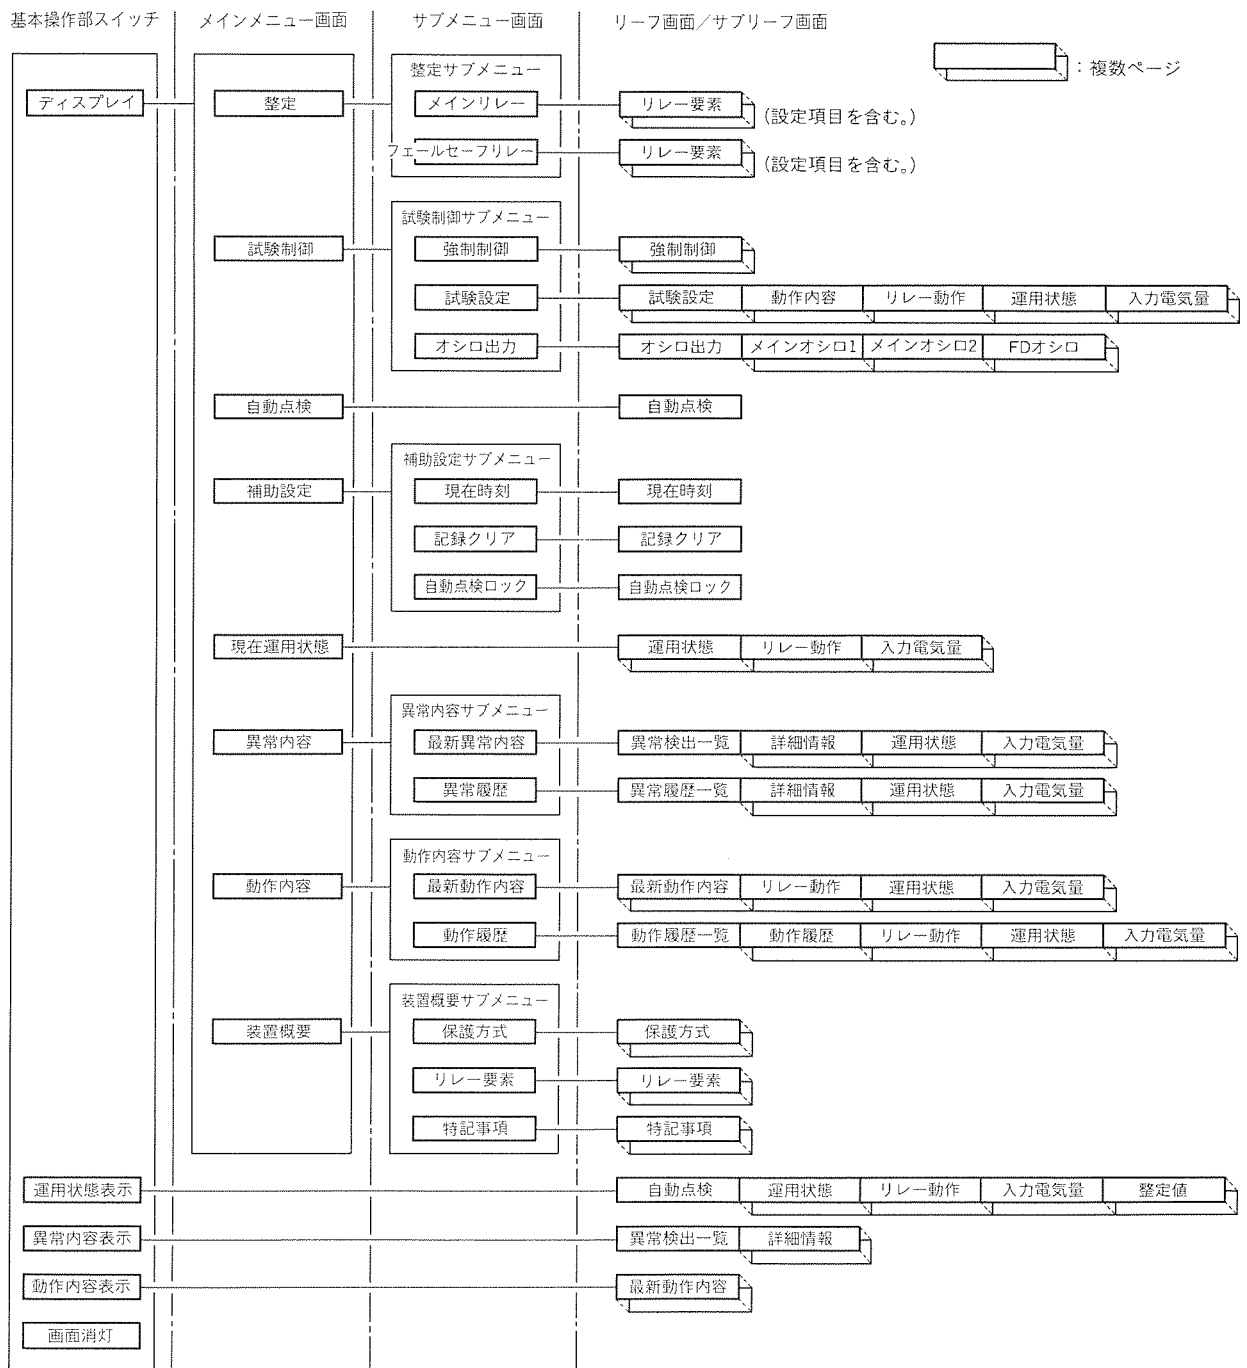 基本操作部スイッチ メインメニュー画面 サブメニュー画面 リーフ画面／サブリーフ画面
：複数ページ
整定サブメニュー
ディスプレイ 整定 メインリレー リレー要素 (設定項目を含む｡)
フェールセーフリレー リレー要素 (設定項目を含む｡)
試験制御サブメニュー
試験制御 強制制御 強制制御
試験設定 試験設定 動作内容 リレー動作 運用状態 入力電気量
オシロ出力 オシロ出力 メインオシロ1 メインオシロ2 FDオシロ
自動点検 自動点検
補助設定サブメニュー
補助設定 現在時刻 現在時刻
記録クリア 記録クリア
自動点検ロック 自動点検ロック
現在運用状態 運用状態 リレー動作 入力電気量
異常内容サブメニュー
異常内容 最新異常内容 異常検出一覧 詳細情報 運用状態 入力電気量
異常履歴 異常履歴一覧 詳細情報 運用状態 入力電気量
動作内容サブメニュー
動作内容 最新動作内容 最新動作内容 リレー動作 運用状態 入力電気量
動作履歴 動作履歴一覧 動作履歴 リレー動作 運用状態 入力電気量
装置概要サブメニュー
装置概要 保護方式 保護方式
リレー要素 リレー要素
特記事項 特記事項
運用状態表示 自動点検 運用状態 リレー動作 入力電気量 整定値
異常内容表示 異常検出一覧 詳細情報
動作内容表示 最新動作内容
画面消灯